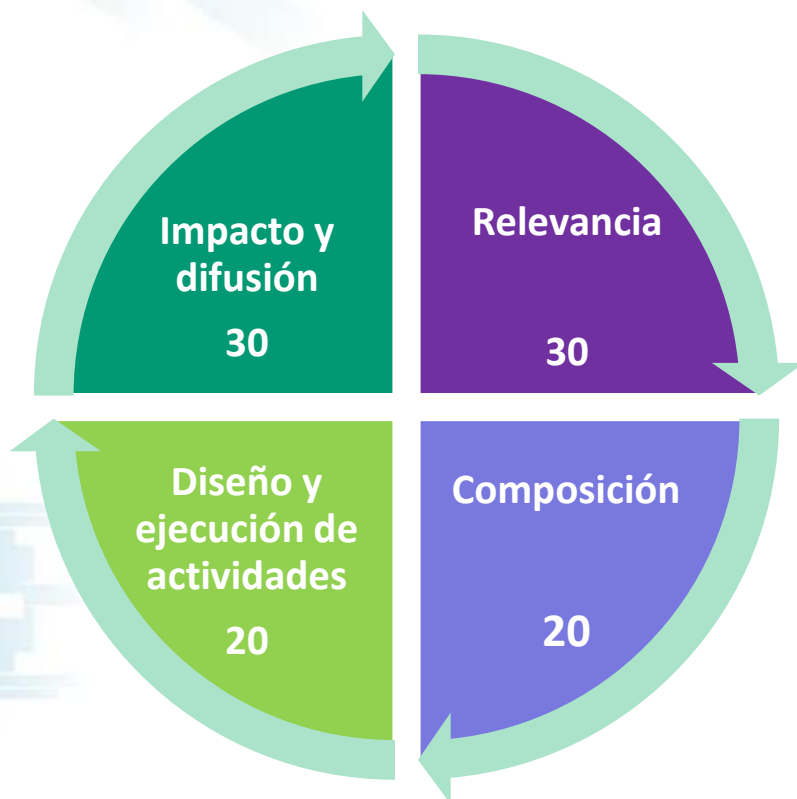 Impacto y
difusión
30
Relevancia
30
Diseño y
ejecución de
actividades
20
Composición
20